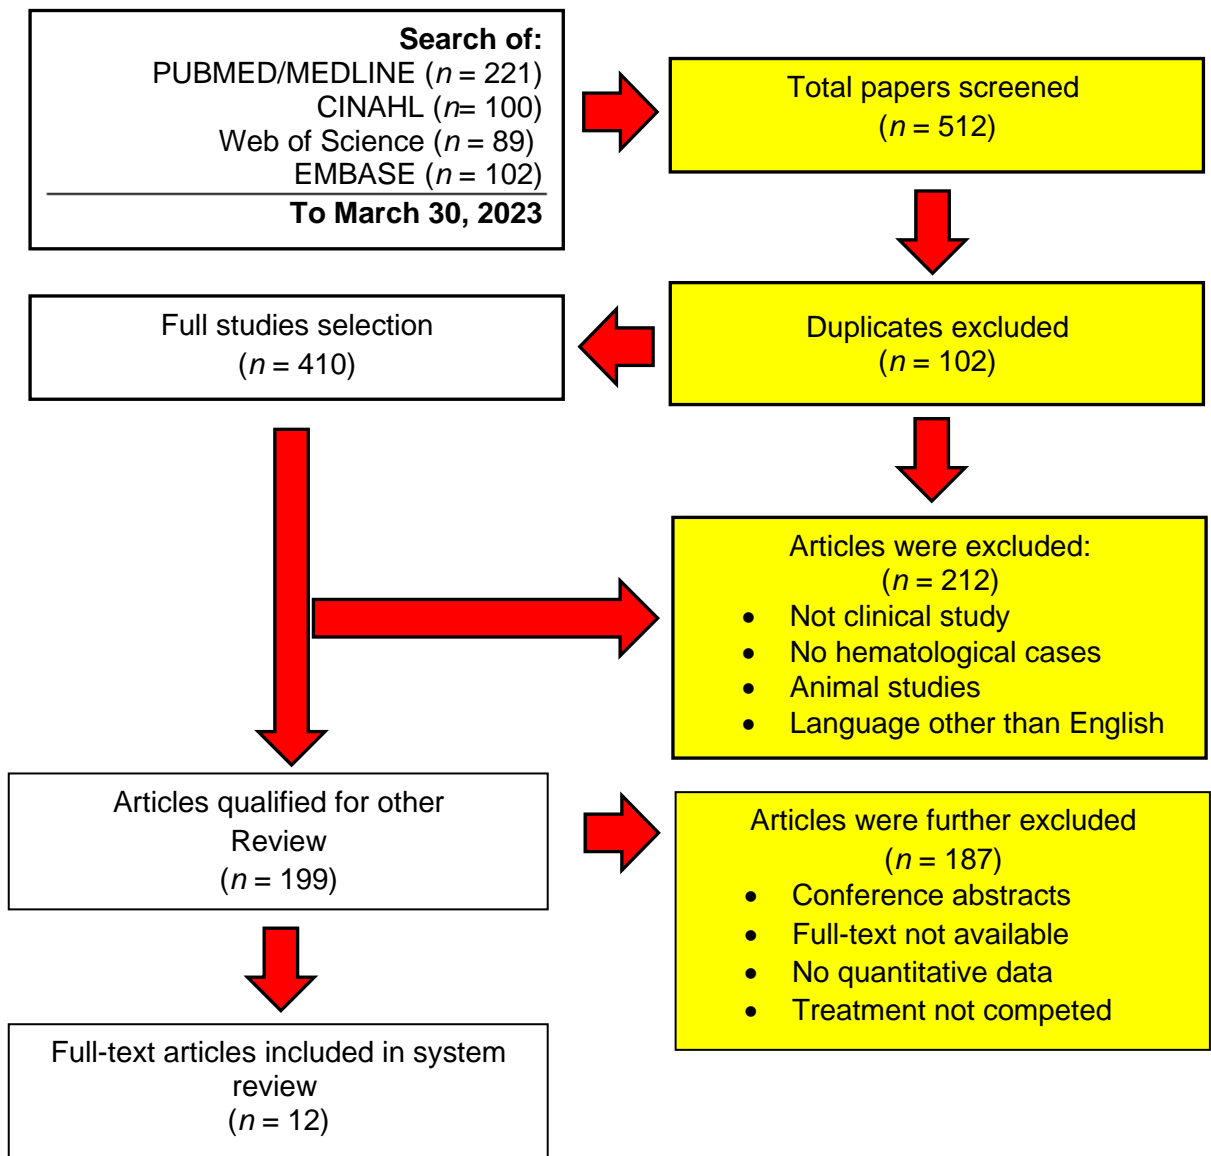 Search of:
PUBMED/MEDLINE (n = 221)
CINAHL (n= 100)
Web of Science (n = 89)
EMBASE (n = 102)
To March 30, 2023
Total papers screened
(n = 512)
Duplicates excluded
(n = 102)
Full studies selection
(n = 410)
Articles were excluded:
(n = 212)
• Not clinical study
• No hematological cases
• Animal studies
• Language other than English
Articles qualified for other
Review
(n = 199)
Articles were further excluded
(n = 187)
• Conference abstracts
• Full-text not available
• No quantitative data
• Treatment not competed
Full-text articles included in system
review
(n = 12)